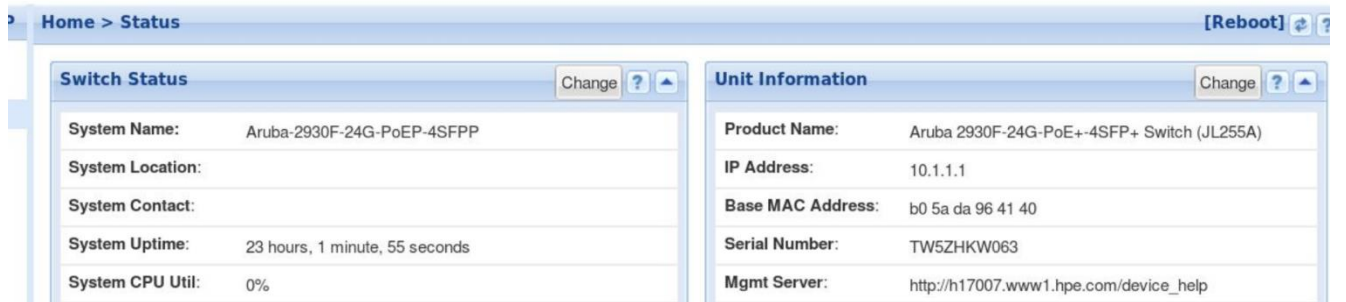 Home > Status
[Reboot]
Switch Status
Change ?
System Name: Aruba-2930F-24G-PoEP-4SFPP
System Location:
System Contact:
System Uptime: 23 hours, 1 minute, 55 seconds
System CPU Util: 0%
Unit Information
Change ?
Product Name: Aruba 2930F-24G-PoE+-4SFP+ Switch (JL255A)
IP Address: 10.1.1.1
Base MAC Address: b0 5a da 96 41 40
Serial Number: TW5ZHKW063
Mgmt Server: http://h17007.www1.hpe.com/device_help